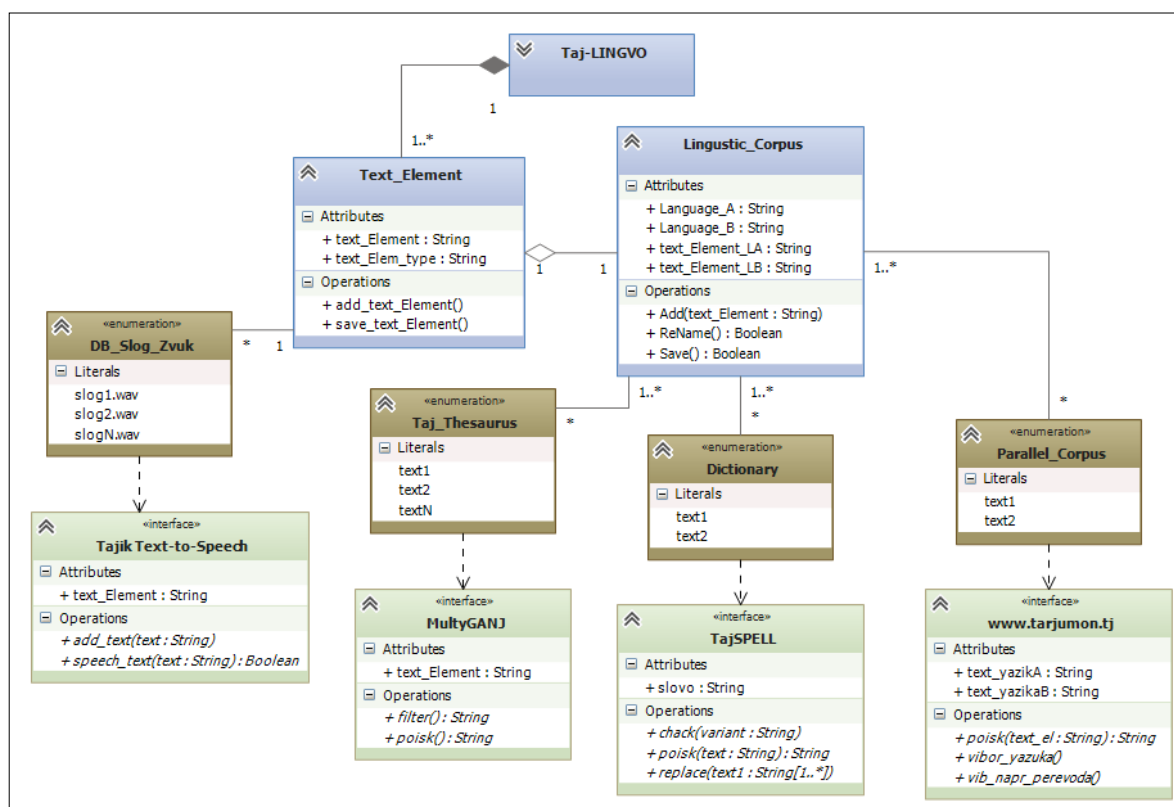 Taj-LINGVO
1
1..*
Text_Element
Attributes
+ text_Element : String
+ text_Elem_type : String
Operations
+ add_text_Element()
+ save_text_Element()
1
1
Lingustic_Corpus
Attributes
+ Language_A : String
+ Language_B : String
+ text_Element_LA : String
+ text_Element_LB : String
Operations
+ Add(text_Element : String)
+ ReName() : Boolean
+ Save() : Boolean
1..*
*
1
«enumeration»
DB_Slog_Zvuk
Literals
slog1.wav
slog2.wav
slogN.wav
1..*
*
«enumeration»
Taj_Thesaurus
Literals
text1
text2
textN
1..*
*
«enumeration»
Dictionary
Literals
text1
text2
*
«enumeration»
Parallel_Corpus
Literals
text1
text2
«interface»
Tajik Text-to-Speech
Attributes
+ text_Element : String
Operations
+ add_text(text : String)
+ speech_text(text : String) : Boolean
«interface»
MultyGANJ
Attributes
+ text_Element : String
Operations
+ filter() : String
+ poisk() : String
«interface»
TajSPELL
Attributes
+ slovo : String
Operations
+ chack(variant : String)
+ poisk(text : String) : String
+ replace(text1 : String[1..*])
«interface»
www.tarjumon.tj
Attributes
+ text_yazikA : String
+ text_yazikaB : String
Operations
+ poisk(text_el : String) : String
+ vibor_yazuka()
+ vib_napr_perevoda()